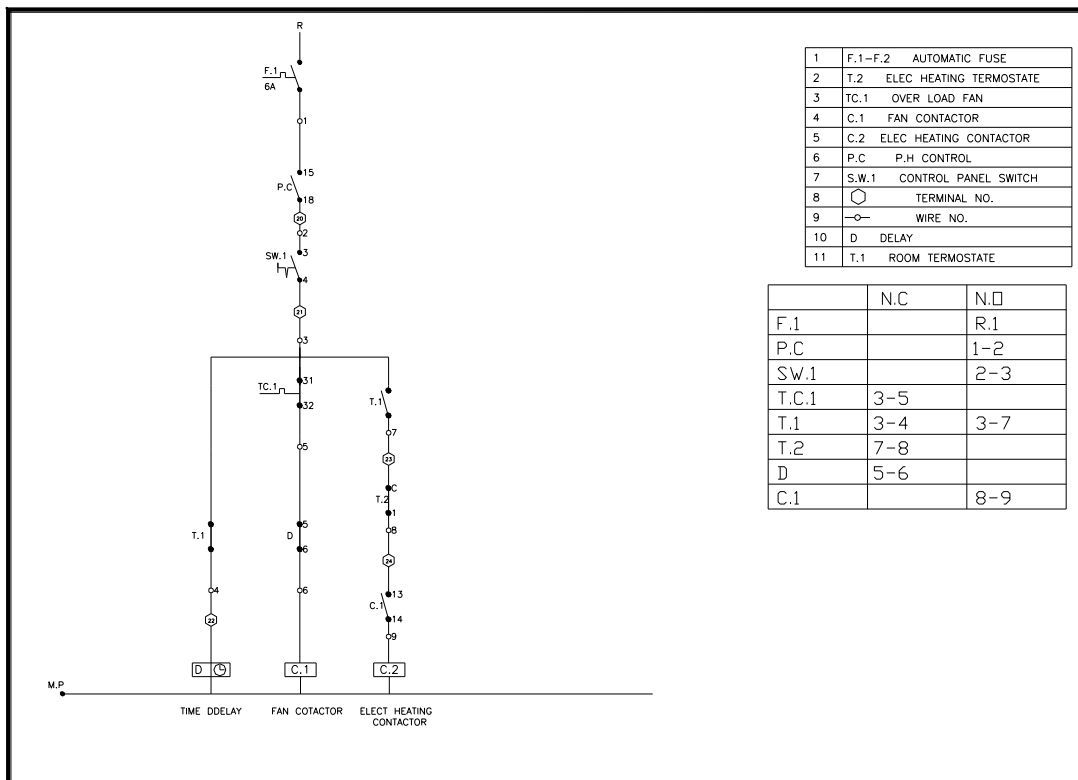 R
F.1
6A
1
15
P.C
18
20
2
3
SW.1
4
21
3
31
TC.1
32
T.1
7
5
23
C
T.2
1
8
T.1
5
D
6
24
4
6
13
C.1
14
22
9
D
C.1
C.2
M.P
TIME DDELAY
FAN COTACTOR
ELECT HEATING
CONTACTOR
1 F.1-F.2 AUTOMATIC FUSE
2 T.2 ELEC HEATING TERMOSTATE
3 TC.1 OVER LOAD FAN
4 C.1 FAN CONTACTOR
5 C.2 ELEC HEATING CONTACTOR
6 P.C P.H CONTROL
7 S.W.1 CONTROL PANEL SWITCH
8 TERMINAL NO.
9 WIRE NO.
10 D DELAY
11 T.1 ROOM TERMOSTATE
N.C N.O
F.1 R.1
P.C 1-2
SW.1 2-3
T.C.1 3-5
T.1 3-4 3-7
T.2 7-8
D 5-6
C.1 8-9